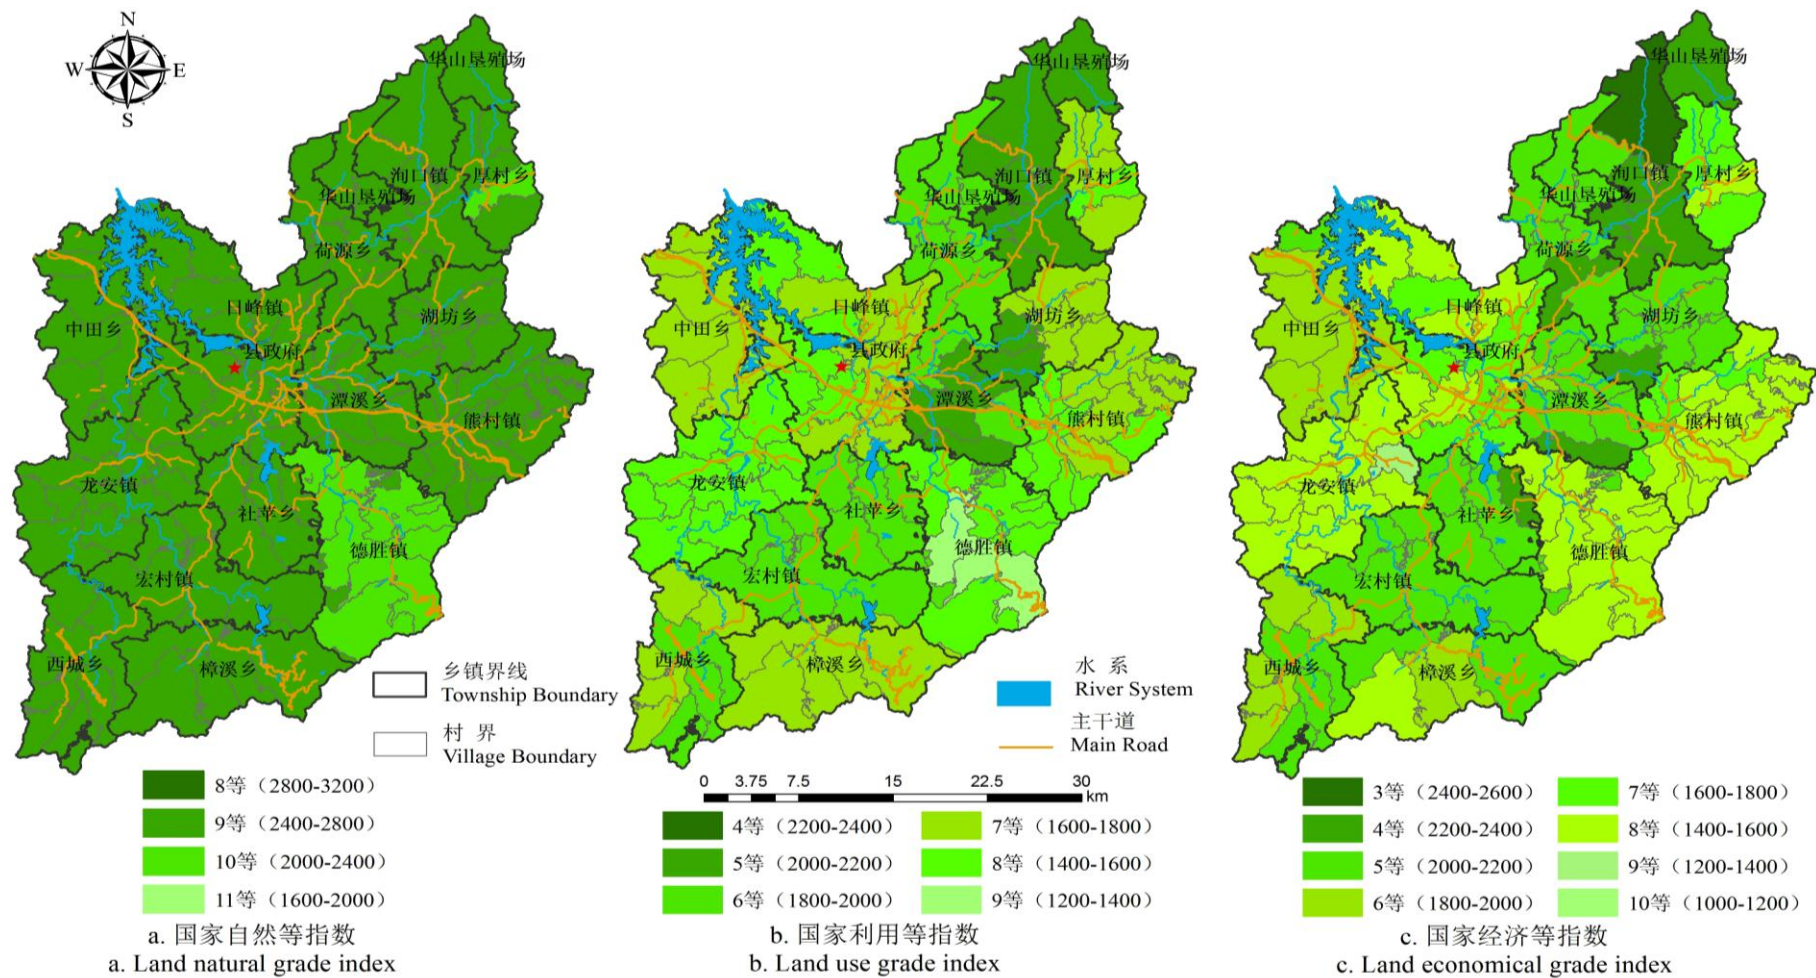 N
W
E
S
华山垦殖场
洵口镇
厚村乡
华山垦殖场
荷源乡
日峰镇
湖坊乡
中田乡
县政府
潭溪乡
熊村镇
龙安镇
社苹乡
德胜镇
宏村镇
西城乡
樟溪乡
乡镇界线
Township Boundary
村 界
Village Boundary
8等（2800-3200）
9等（2400-2800）
10等（2000-2400）
11等（1600-2000）
a. 国家自然等指数
a. Land natural grade index
华山垦殖场
洵口镇
厚村乡
华山垦殖场
荷源乡
日峰镇
湖坊乡
中田乡
县政府
潭溪乡
熊村镇
龙安镇
社苹乡
德胜镇
宏村镇
西城乡
樟溪乡
水 系
River System
主干道
Main Road
0 3.75 7.5 15 22.5 30
km
4等（2200-2400）
5等（2000-2200）
6等（1800-2000）
7等（1600-1800）
8等（1400-1600）
9等（1200-1400）
b. 国家利用等指数
b. Land use grade index
华山垦殖场
洵口镇
厚村乡
华山垦殖场
荷源乡
日峰镇
湖坊乡
中田乡
县政府
潭溪乡
熊村镇
龙安镇
社苹乡
德胜镇
宏村镇
西城乡
樟溪乡
3等（2400-2600）
4等（2200-2400）
5等（2000-2200）
6等（1800-2000）
7等（1600-1800）
8等（1400-1600）
9等（1200-1400）
10等（1000-1200）
c. 国家经济等指数
c. Land economical grade index